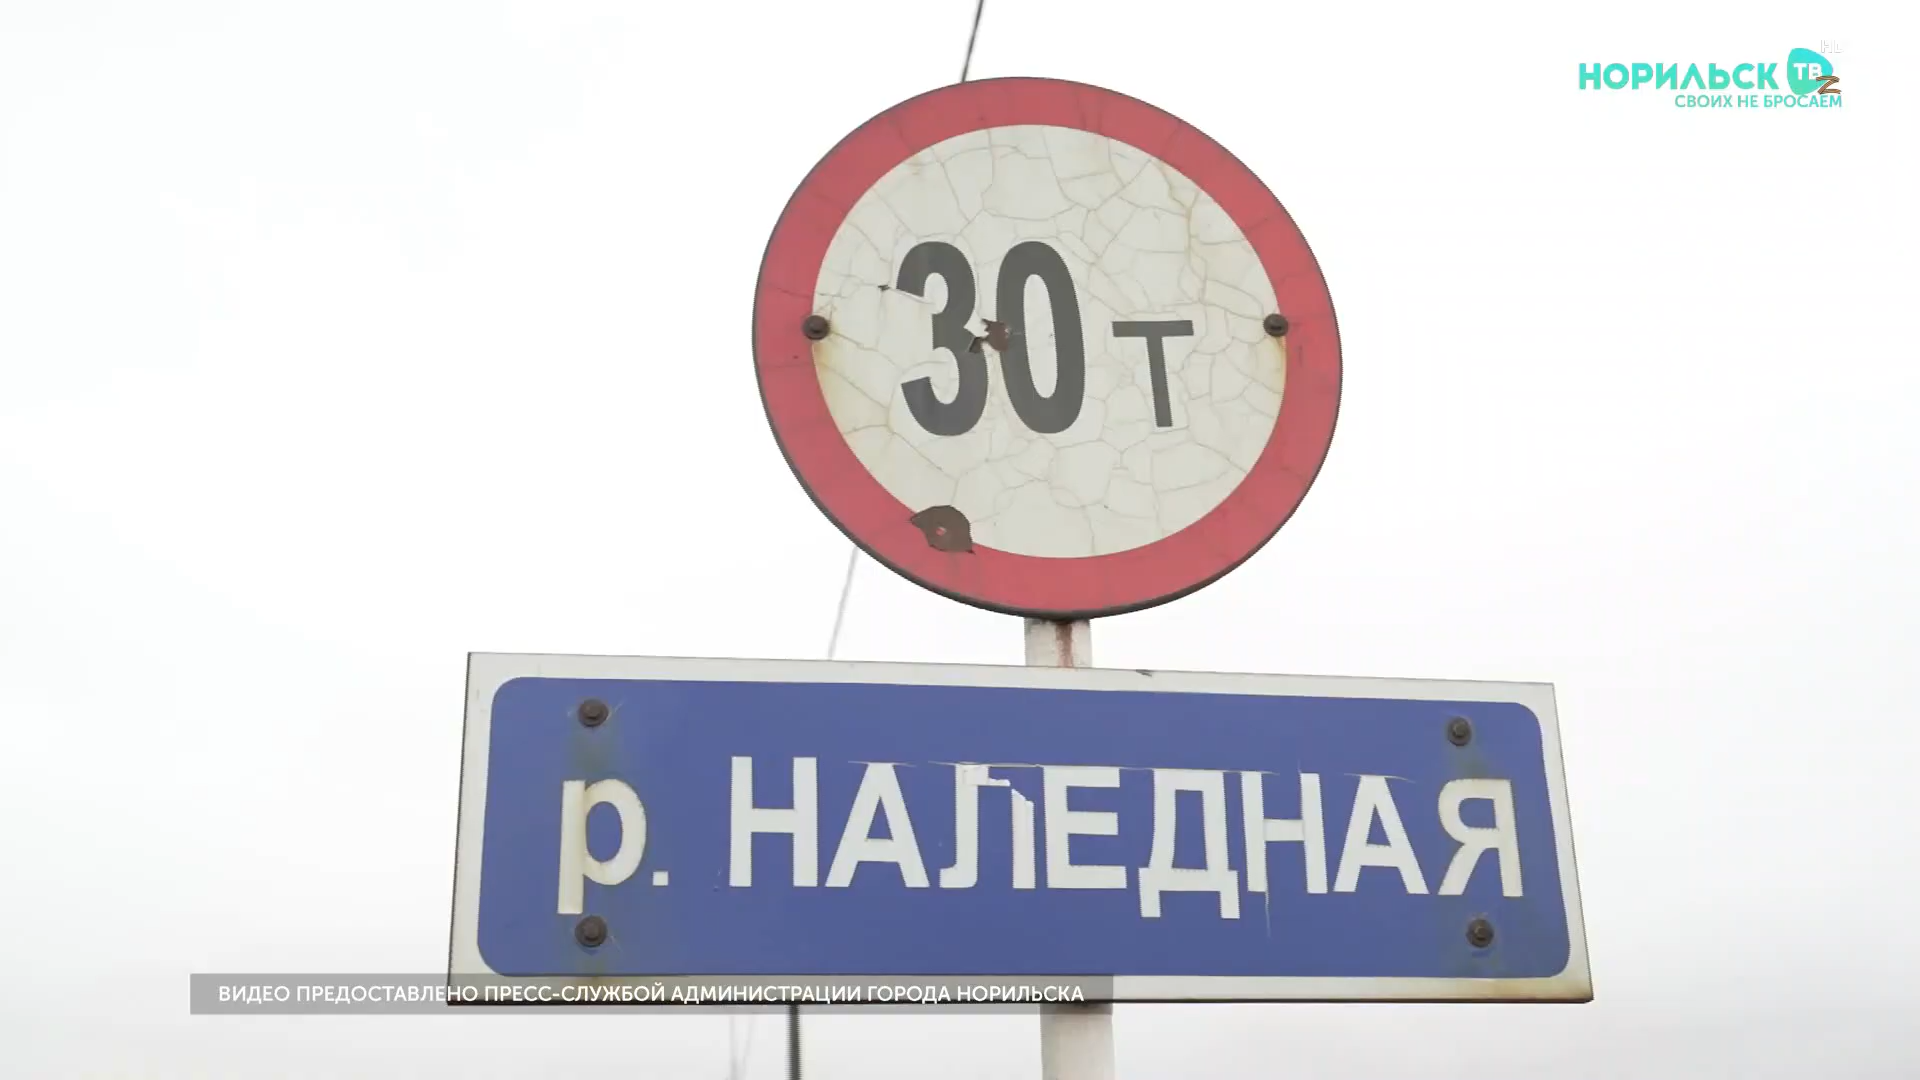 НОРИЛЬСК ТВ
СВОИХ НЕ БРОСАЕМ
30 т
р. НАЛЕДНАЯ
ВИДЕО ПРЕДОСТАВЛЕНО ПРЕСС-СЛУЖБОЙ АДМИНИСТРАЦИИ ГОРОДА НОРИЛЬСКА